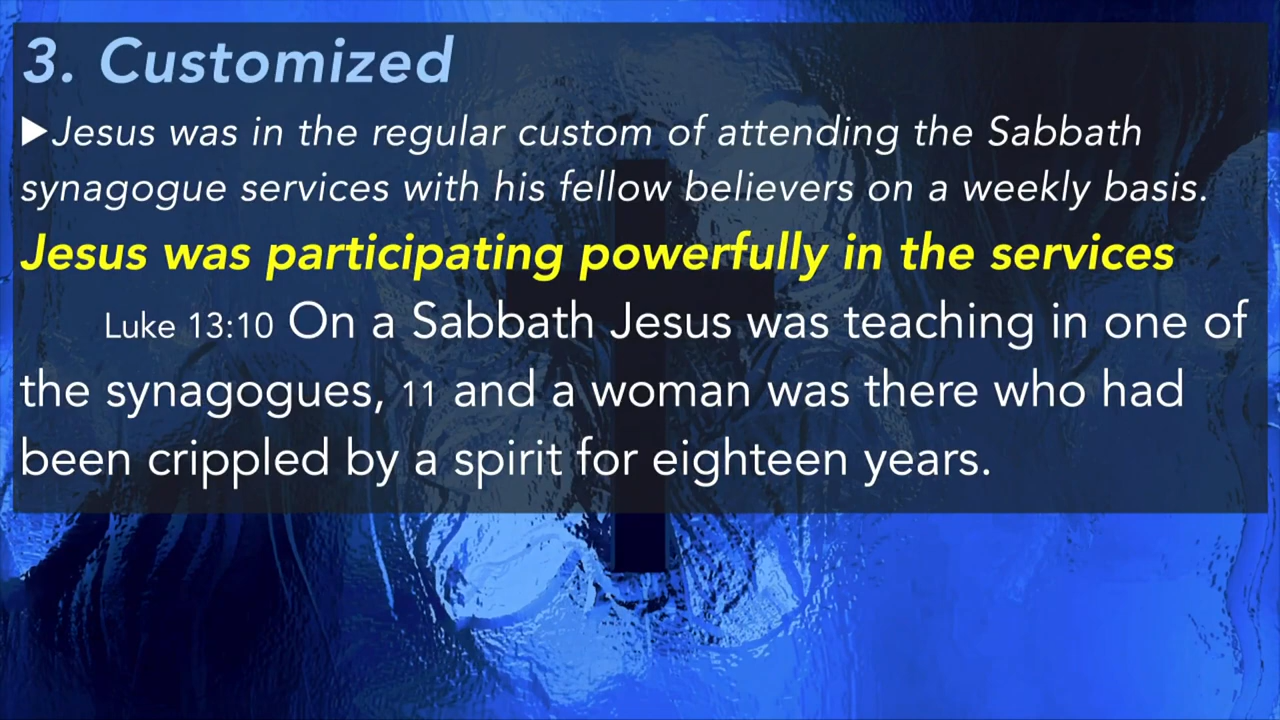 3. Customized
▶Jesus was in the regular custom of attending the Sabbath
synagogue services with his fellow believers on a weekly basis.
Jesus was participating powerfully in the services
Luke 13:10 On a Sabbath Jesus was teaching in one of
the synagogues, 11 and a woman was there who had
been crippled by a spirit for eighteen years.